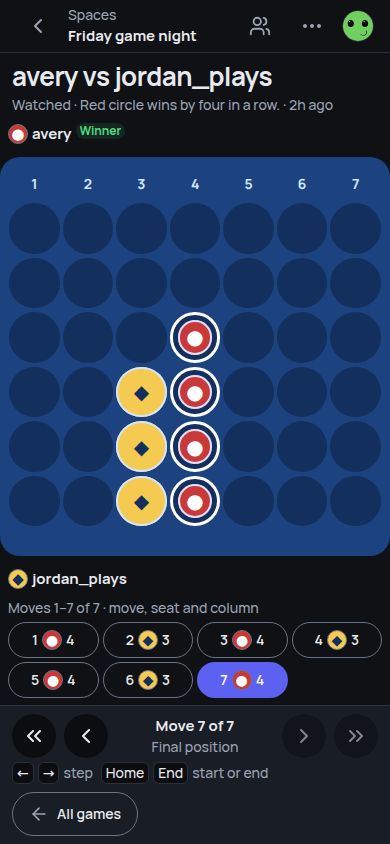 Spaces
Friday game night
avery vs jordan_plays
Watched · Red circle wins by four in a row. · 2h ago
avery Winner
1 2 3 4 5 6 7
jordan_plays
Moves 1–7 of 7 · move, seat and column
1 4 2 3 3 4 4 3
5 4 6 3 7 4
Move 7 of 7
Final position
← → step Home End start or end
All games